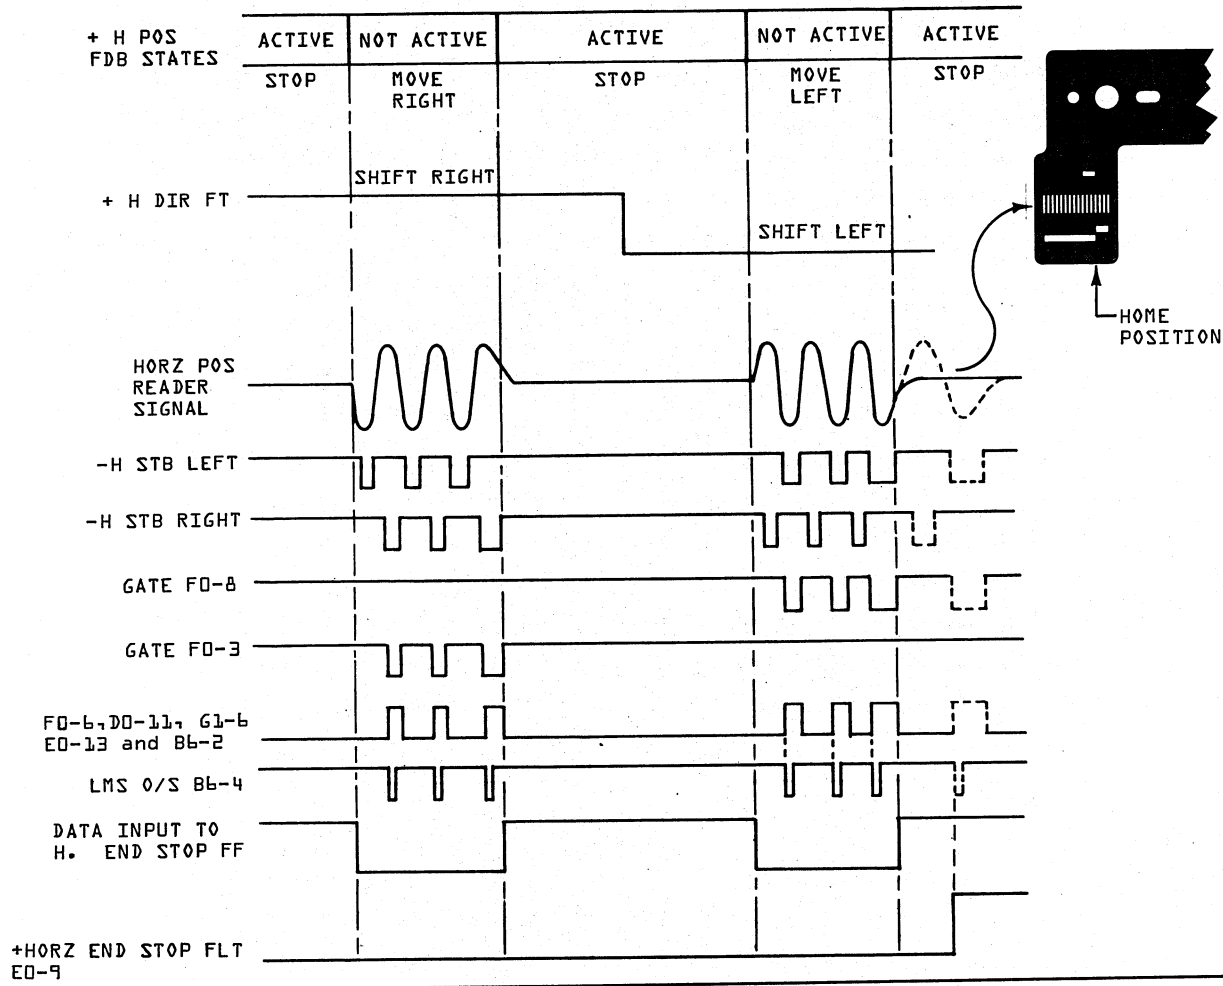 + H POS
FDB STATES
ACTIVE
NOT ACTIVE
ACTIVE
NOT ACTIVE
ACTIVE
STOP
MOVE
RIGHT
STOP
MOVE
LEFT
STOP
SHIFT RIGHT
+ H DIR FT
SHIFT LEFT
HOME
POSITION
HORZ POS
READER
SIGNAL
-H STB LEFT
-H STB RIGHT
GATE F0-8
GATE F0-3
F0-6,D0-11, G1-6
E0-13 and B6-2
LMS O/S B6-4
DATA INPUT TO
H. END STOP FF
+HORZ END STOP FLT
E0-9